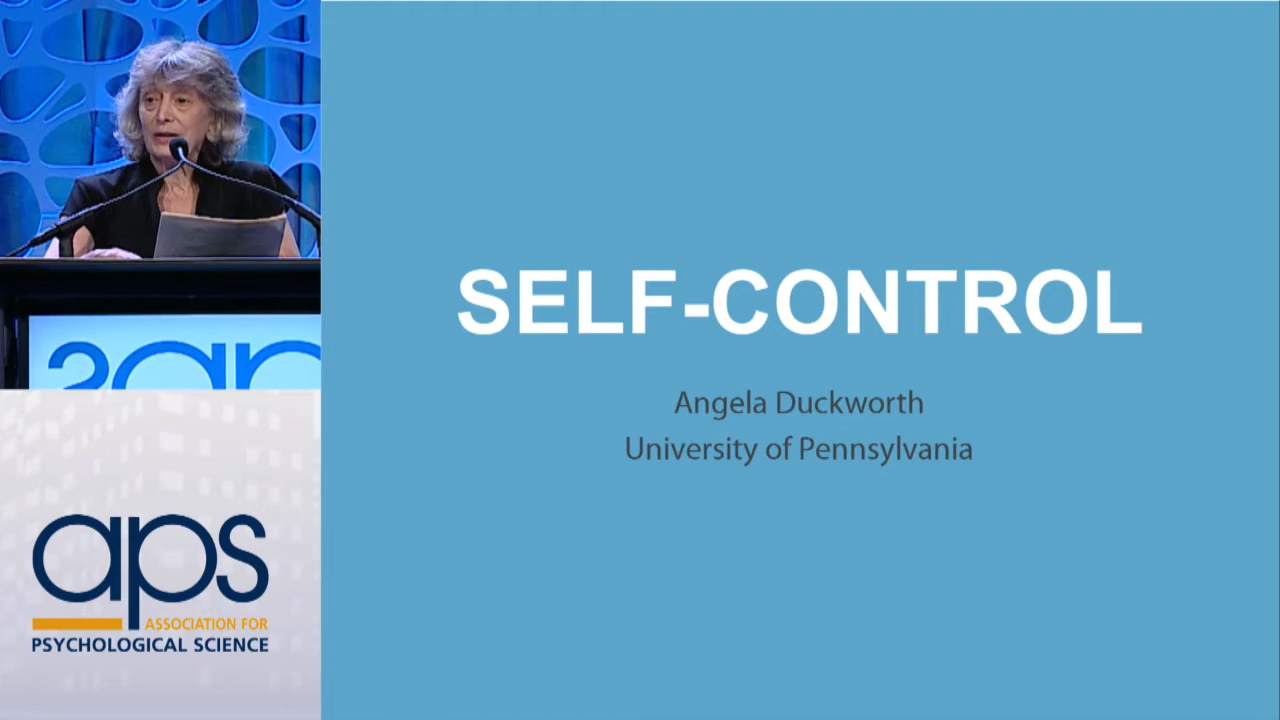 SELF-CONTROL
Angela Duckworth
University of Pennsylvania
aps
ASSOCIATION FOR
PSYCHOLOGICAL SCIENCE